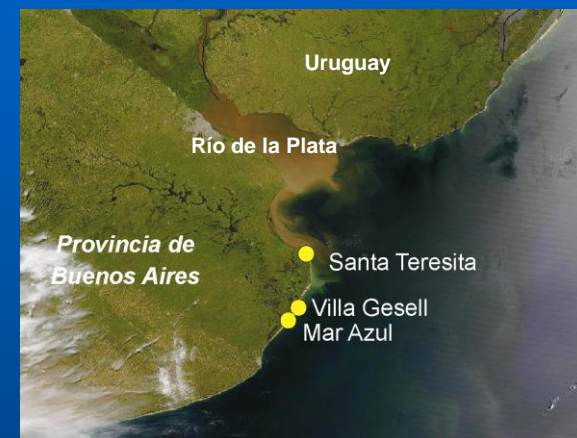 Uruguay
Río de la Plata
Provincia de
Buenos Aires
Santa Teresita
Villa Gesell
Mar Azul